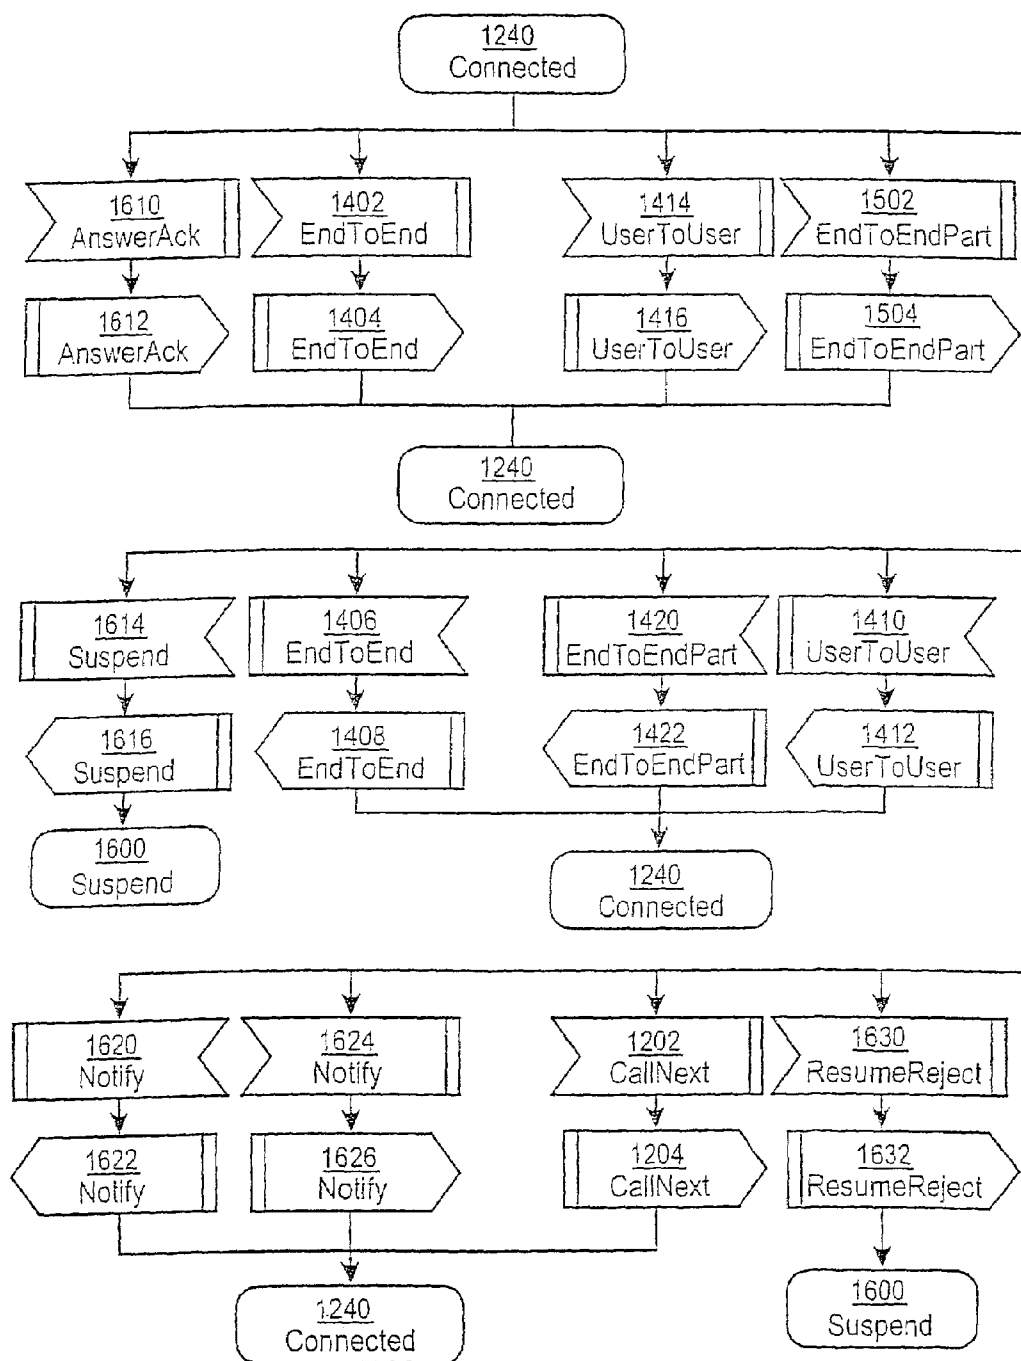 1240
Connected
1610
AnswerAck
1402
EndToEnd
1414
UserToUser
1502
EndToEndPart
1612
AnswerAck
1404
EndToEnd
1416
UserToUser
1504
EndToEndPart
1240
Connected
1614
Suspend
1406
EndToEnd
1420
EndToEndPart
1410
UserToUser
1616
Suspend
1408
EndToEnd
1422
EndToEndPart
1412
UserToUser
1600
Suspend
1240
Connected
1620
Notify
1624
Notify
1202
CallNext
1630
ResumeReject
1622
Notify
1626
Notify
1204
CallNext
1632
ResumeReject
1240
Connected
1600
Suspend